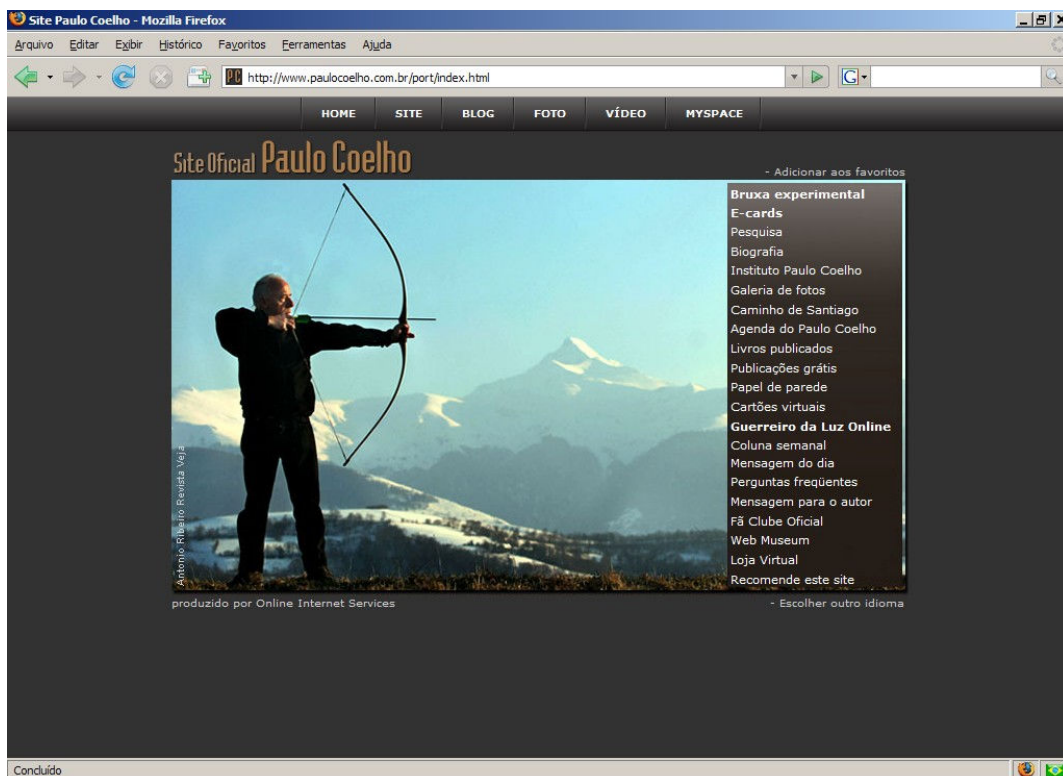 Site Paulo Coelho - Mozilla Firefox
Arquivo Editar Exibir Histórico Favoritos Ferramentas Ajuda
http://www.paulocoelho.com.br/port/index.html
HOME SITE BLOG FOTO VÍDEO MYSPACE
Site Oficial Paulo Coelho
- Adicionar aos favoritos
Bruxa experimental
E-cards
Pesquisa
Biografia
Instituto Paulo Coelho
Galeria de fotos
Caminho de Santiago
Agenda do Paulo Coelho
Livros publicados
Publicações grátis
Papel de parede
Cartões virtuais
Guerreiro da Luz Online
Coluna semanal
Mensagem do dia
Perguntas freqüentes
Mensagem para o autor
Fã Clube Oficial
Web Museum
Loja Virtual
Recomende este site
Antonio Ribeiro Revista Veja
produzido por Online Internet Services
- Escolher outro idioma
Concluído